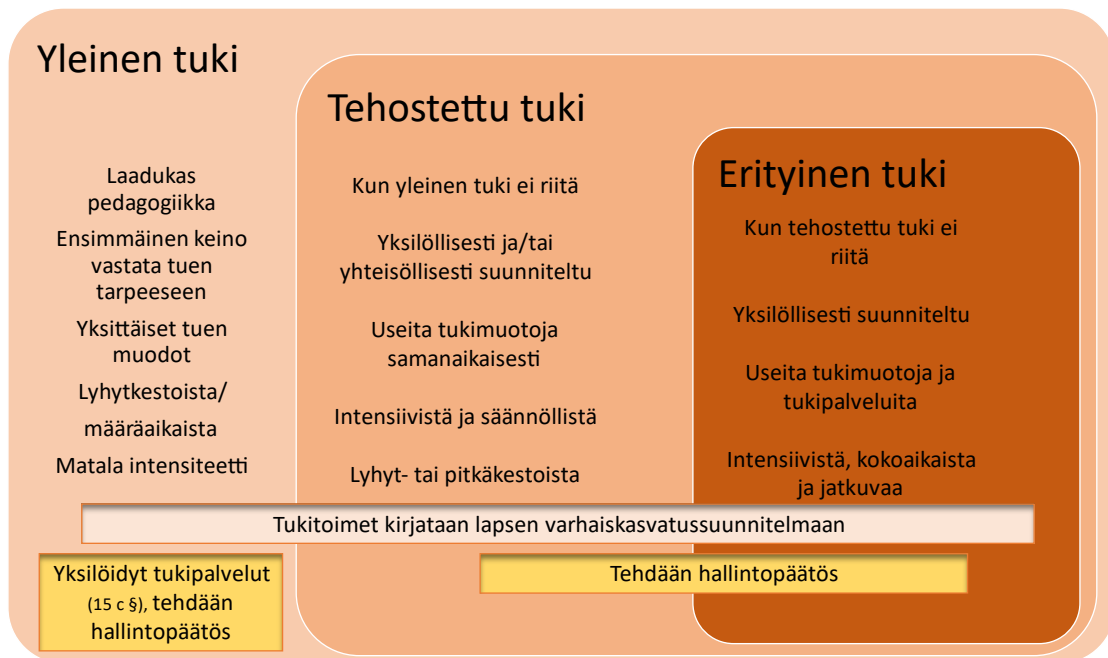 Yleinen tuki
Laadukas
pedagogiikka
Ensimmäinen keino
vastata tuen
tarpeeseen
Yksittäiset tuen
muodot
Lyhytkestoista/
määräaikaista
Matala intensiteetti
Tehostettu tuki
Kun yleinen tuki ei riitä
Yksilöllisesti ja/tai
yhteisöllisesti suunniteltu
Useita tukimuotoja
samanaikaisesti
Intensiivistä ja säännöllistä
Lyhyt- tai pitkäkestoista
Erityinen tuki
Kun tehostettu tuki ei
riitä
Yksilöllisesti suunniteltu
Useita tukimuotoja ja
tukipalveluita
Intensiivistä, kokoaikaista
ja jatkuvaa
Tukitoimet kirjataan lapsen varhaiskasvatussuunnitelmaan
Yksilöidyt tukipalvelut
(15 c §), tehdään
hallintopäätös
Tehdään hallintopäätös